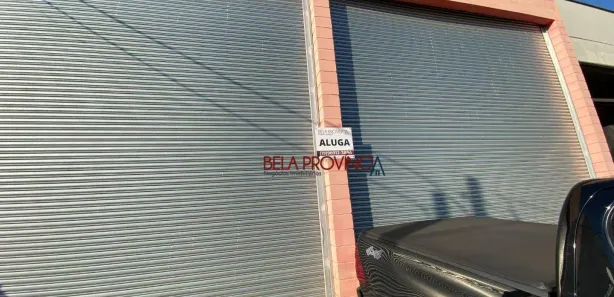 ALUGA
BELA PROVINCIA
Negócios Imobiliários